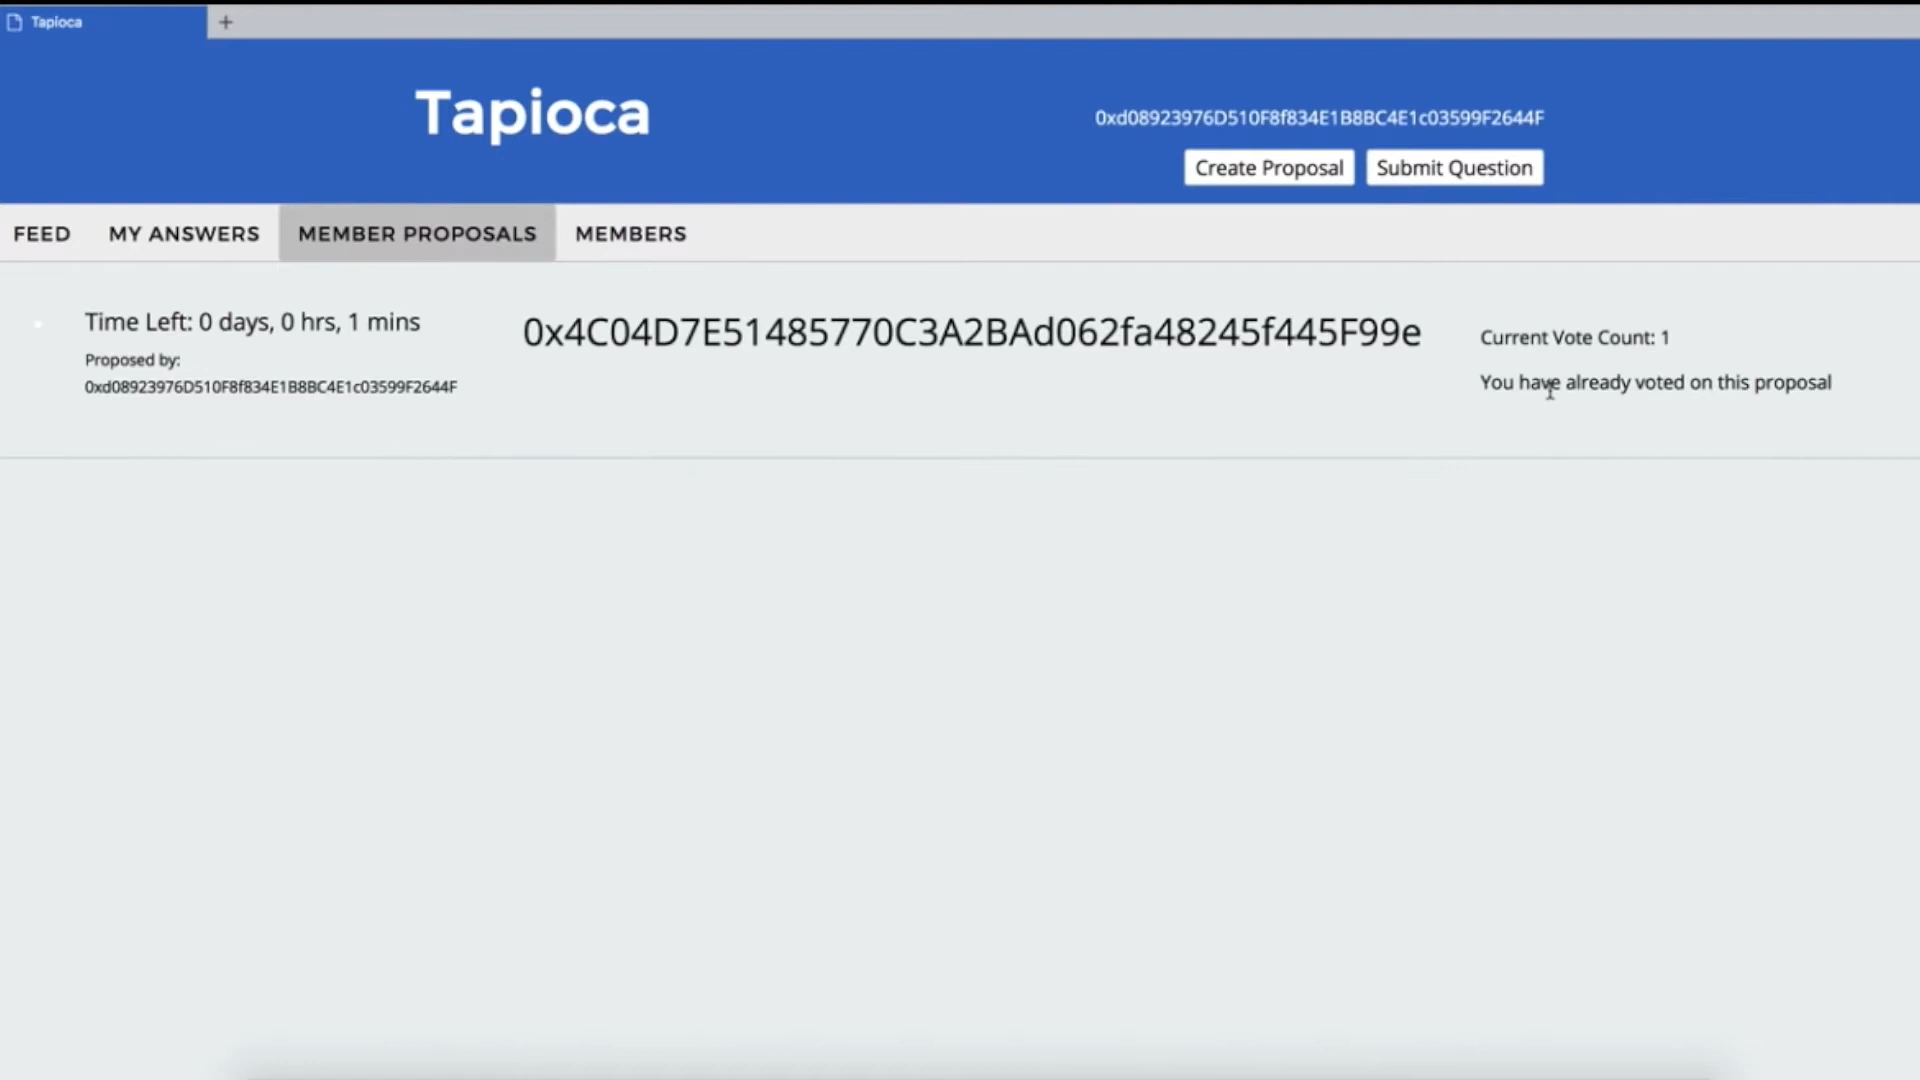 Tapioca
Tapioca
0xd08923976D510F8f834E1B8BC4E1c03599F2644F
Create Proposal
Submit Question
FEED
MY ANSWERS
MEMBER PROPOSALS
MEMBERS
Time Left: 0 days, 0 hrs, 1 mins
Proposed by:
0xd08923976D510F8f834E1B8BC4E1c03599F2644F
0x4C04D7E51485770C3A2BAd062fa48245f445F99e
Current Vote Count: 1
You have already voted on this proposal